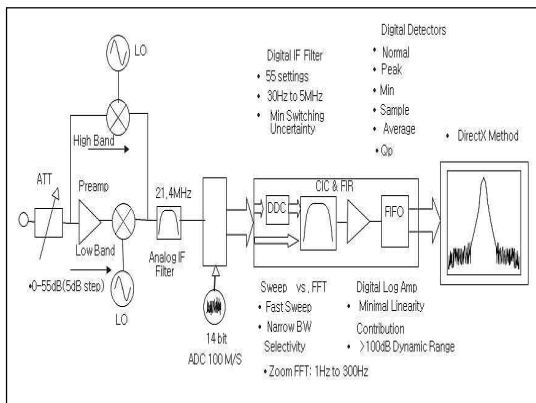 LO
High Band
ATT
Preamp
Low Band
•0-55dB(5dB step)
LO
21,4MHz
Analog IF
Filter
14 bit
ADC 100 M/S
Digital IF Filter
• 55 settings
• 30Hz to 5MHz
• Min Switching
Uncertainty
Digital Detectors
• Normal
• Peak
• Min
• Sample
• Average
• Qp
• DirectX Method
CIC & FIR
DDC
FIFO
Sweep vs, FFT
• Fast Sweep
• Narrow BW
Selectivity
• Zoom FFT: 1Hz to 300Hz
Digital Log Amp
• Minimal Linearity
Contribution
• >100dB Dynamic Range